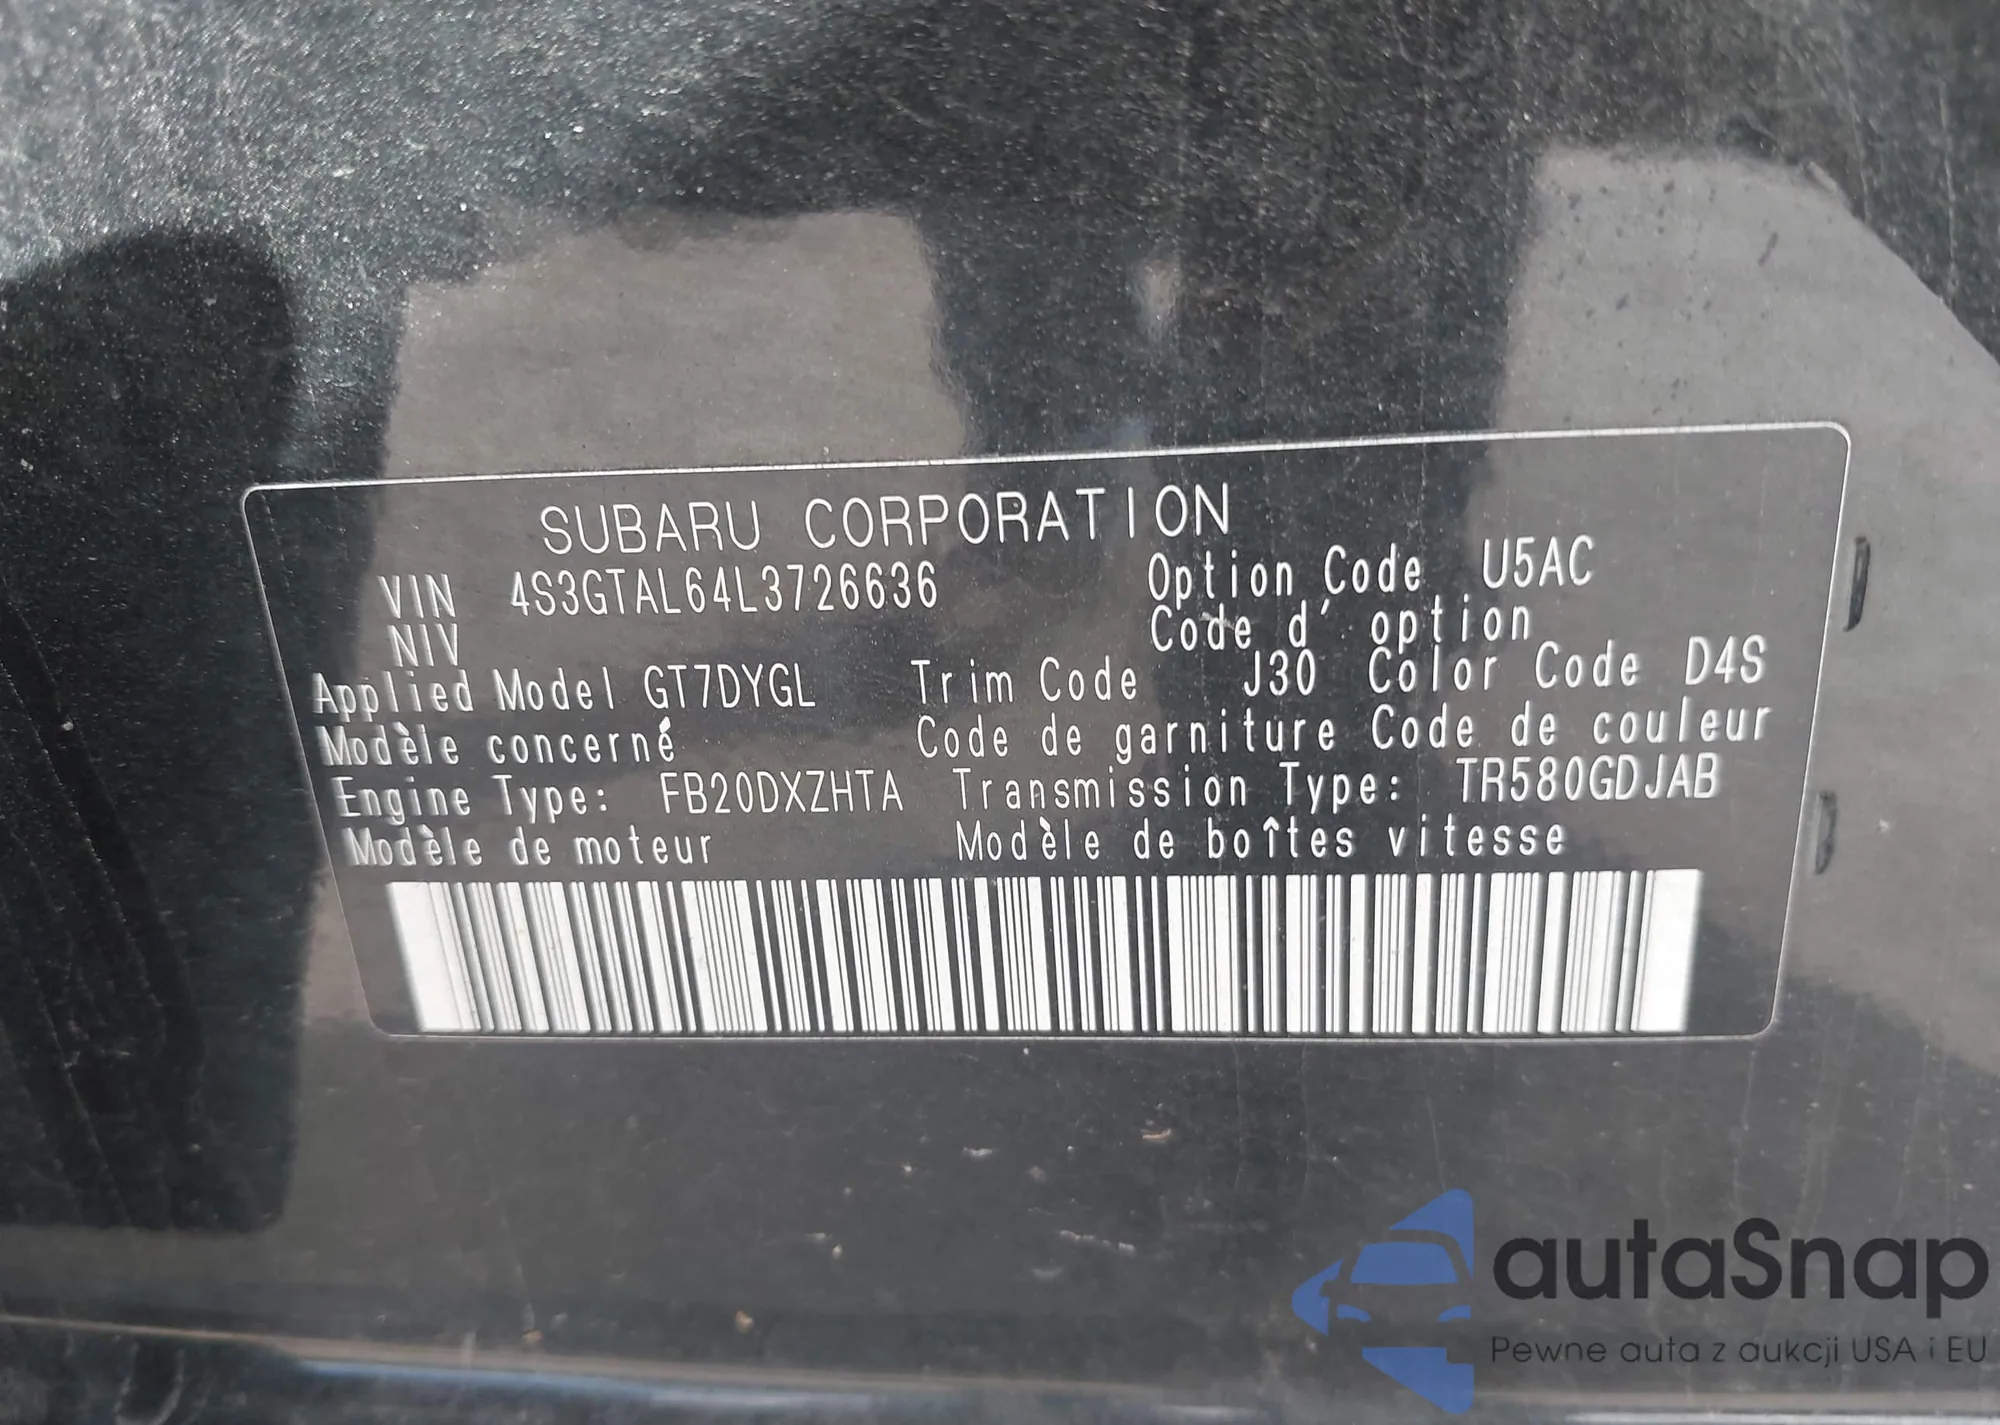 SUBARU CORPORATION
VIN 4S3GTAL64L3726636 Option Code U5AC
NIV Code d' option
Applied Model GT7DYGL Trim Code J30 Color Code D4S
Modèle concerné Code de garniture Code de couleur
Engine Type: FB20DXZHTA Transmission Type: TR580GDJAB
Modèle de moteur Modèle de boîtes vitesse
autaSnap
Pewne auta z aukcji USA i EU